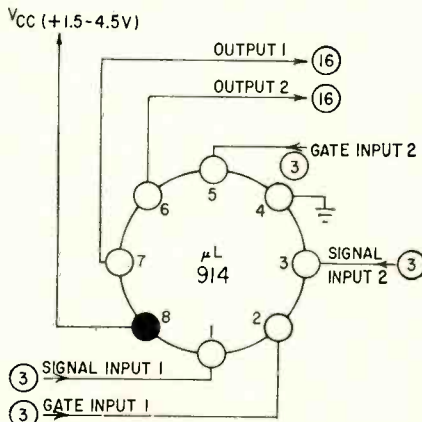 VCC (+1.5-4.5V)
OUTPUT 1
16
OUTPUT 2
16
GATE INPUT 2
3
5
6
4
7
μL
914
3
SIGNAL
INPUT 2
3
8
2
1
3
SIGNAL INPUT 1
3
GATE INPUT 1